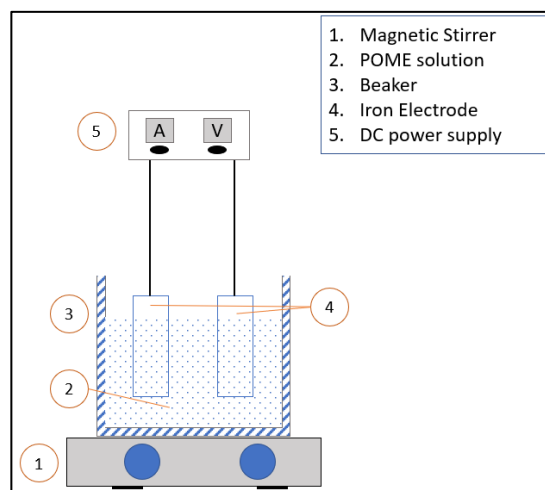 1. Magnetic Stirrer
2. POME solution
3. Beaker
4. Iron Electrode
5. DC power supply
5
A V
3
4
2
1